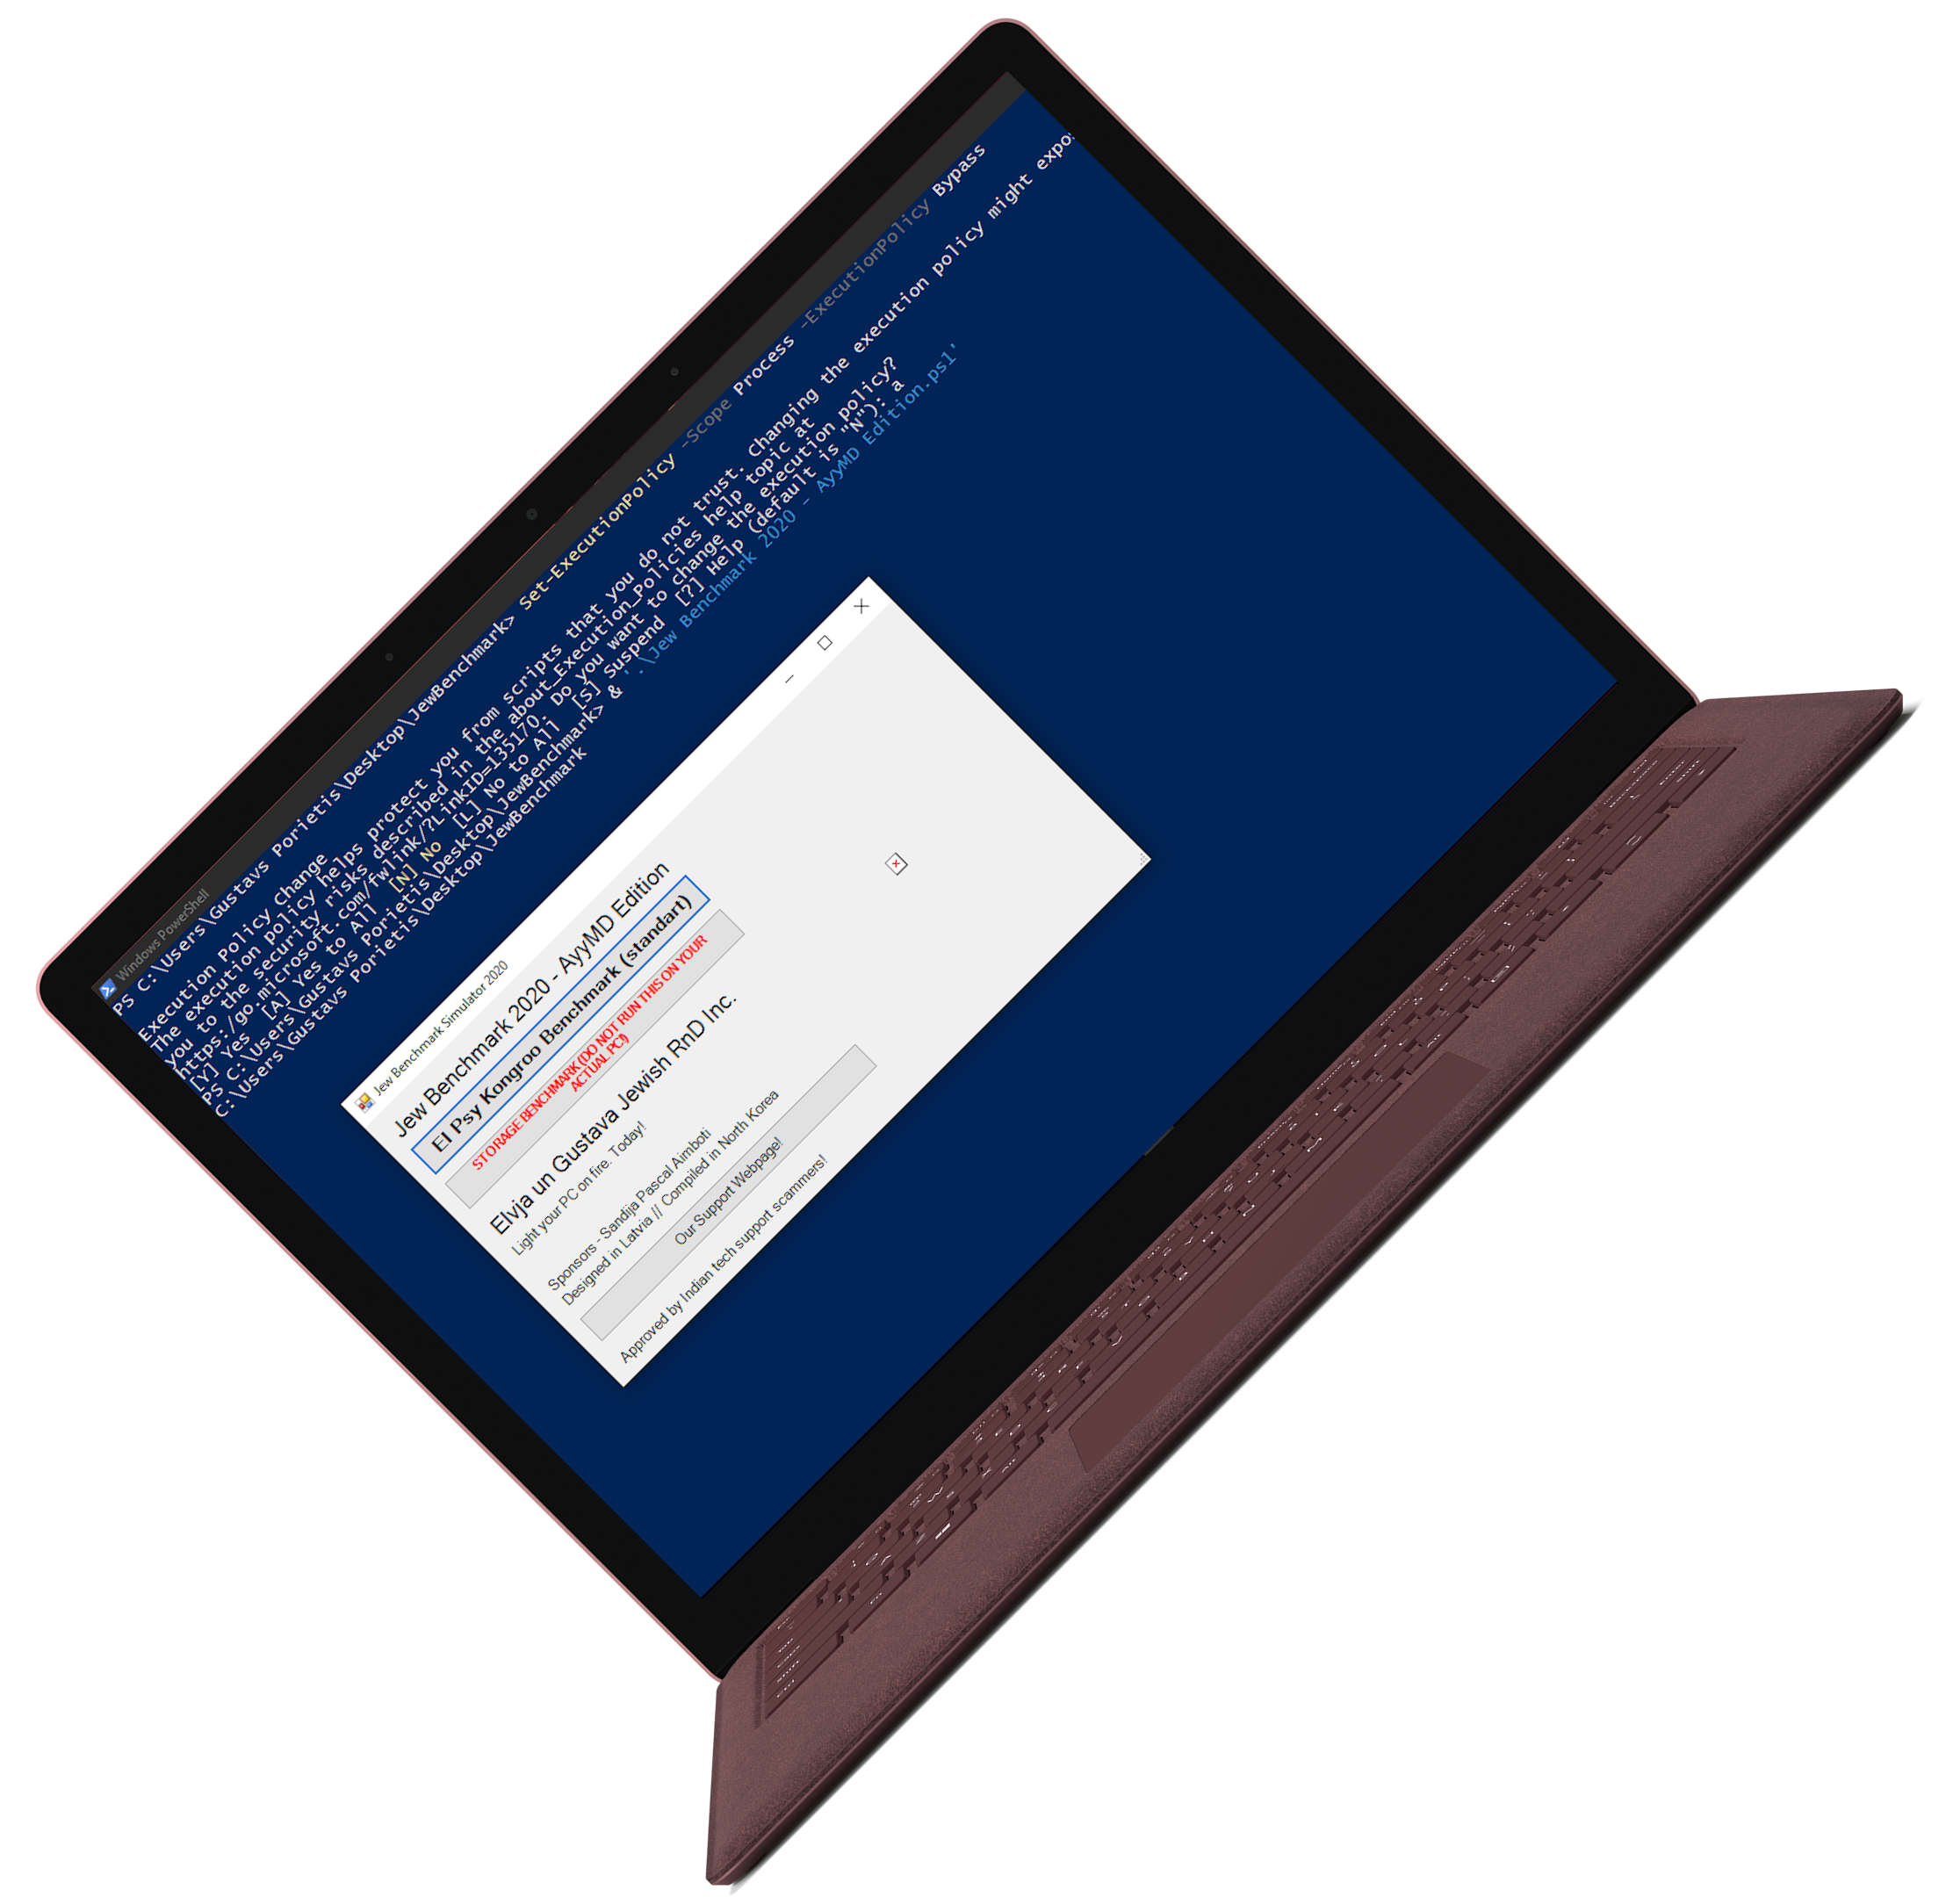 Windows PowerShell
PS C:\Users\Gustavs Porietis\Desktop\JewBenchmark> Set-ExecutionPolicy -Scope Process -ExecutionPolicy Bypass
Execution Policy change
The execution policy helps protect you from scripts that you do not trust. Changing the execution policy might expo
you to the security risks described in the about_Execution_Policies help topic at
https:/go.microsoft.com/fwlink/?LinkID=135170. Do you want to change the execution policy?
[Y] Yes [A] Yes to All [N] No [L] No to All [S] Suspend [?] Help (default is "N"): a
PS C:\Users\Gustavs Porietis\Desktop\JewBenchmark> & '.\Jew Benchmark 2020 - AyyMD Edition.ps1'
C:\Users\Gustavs Porietis\Desktop\JewBenchmark
Jew Benchmark Simulator 2020
Jew Benchmark 2020 - AyyMD Edition
El Psy Kongroo Benchmark (standart)
STORAGE BENCHMARK (DO NOT RUN THIS ON YOUR
ACTUAL PC!)
Elvja un Gustava Jewish RnD Inc.
Light your PC on fire. Today!
Sponsors - Sandija Pascal Aimboti
Designed in Latvia // Compiled in North Korea
Our Support Webpage!
Approved by Indian tech support scammers!